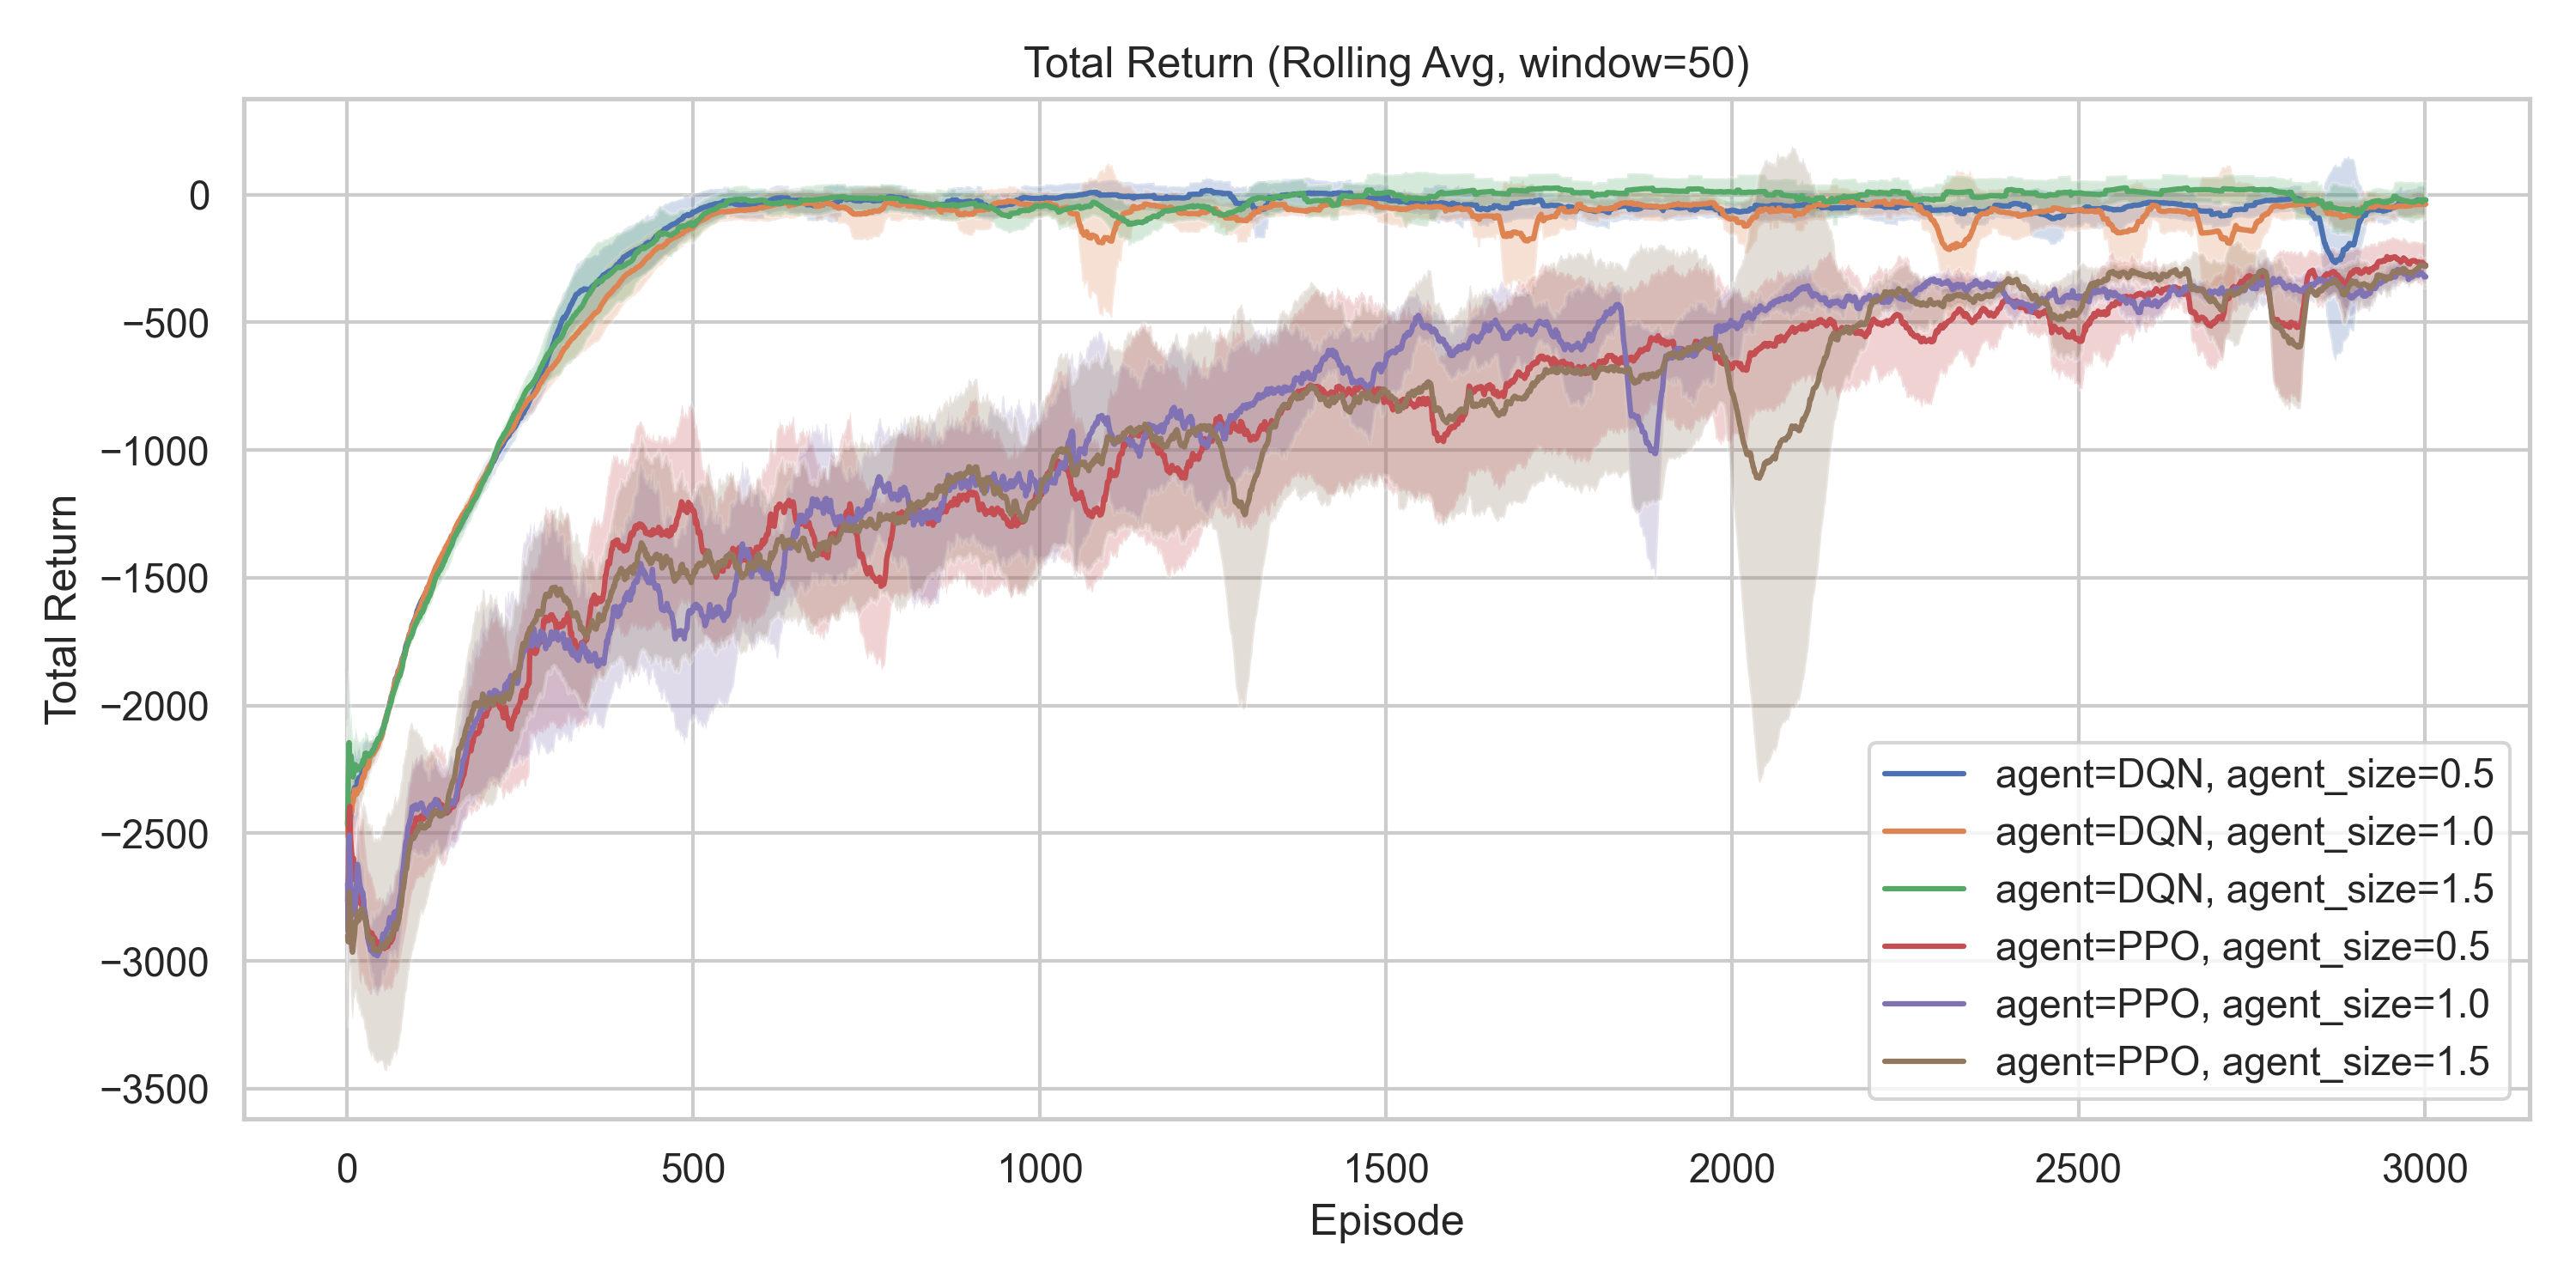 Total Return (Rolling Avg, window=50)
Total Return
0
−500
−1000
−1500
−2000
−2500
−3000
−3500
agent=DQN, agent_size=0.5
agent=DQN, agent_size=1.0
agent=DQN, agent_size=1.5
agent=PPO, agent_size=0.5
agent=PPO, agent_size=1.0
agent=PPO, agent_size=1.5
0 500 1000 1500 2000 2500 3000
Episode